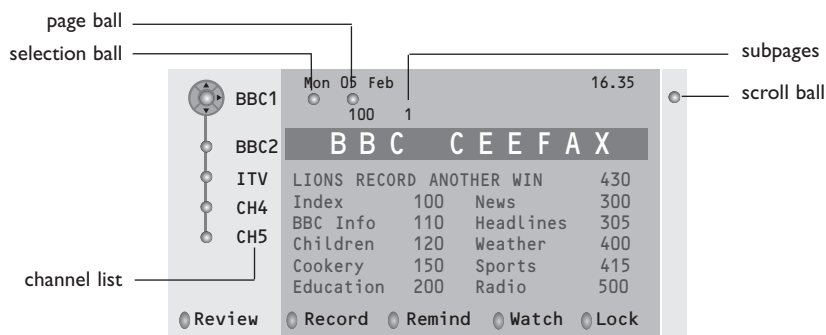 page ball
selection ball
subpages
scroll ball
channel list
BBC1
BBC2
ITV
CH4
CH5
Mon 05 Feb 16.35
100 1
BBC CEEFAX
LIONS RECORD ANOTHER WIN 430
Index 100 News 300
BBC Info 110 Headlines 305
Children 120 Weather 400
Cookery 150 Sports 415
Education 200 Radio 500
Review Record Remind Watch Lock